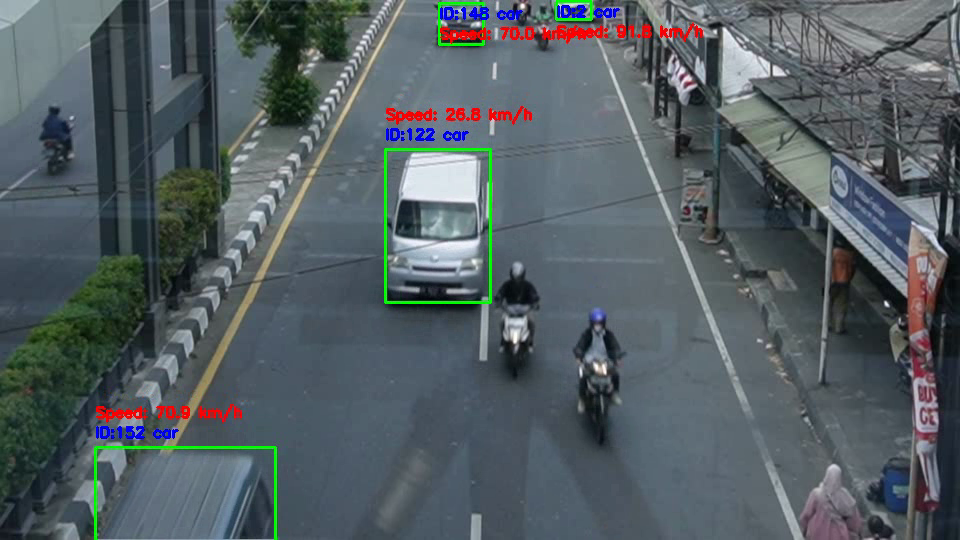 ID:148 car
ID:2 car
Speed: 70.0 km/h
Speed: 91.8 km/h
Speed: 26.8 km/h
ID:122 car
Speed: 70.9 km/h
ID:152 car